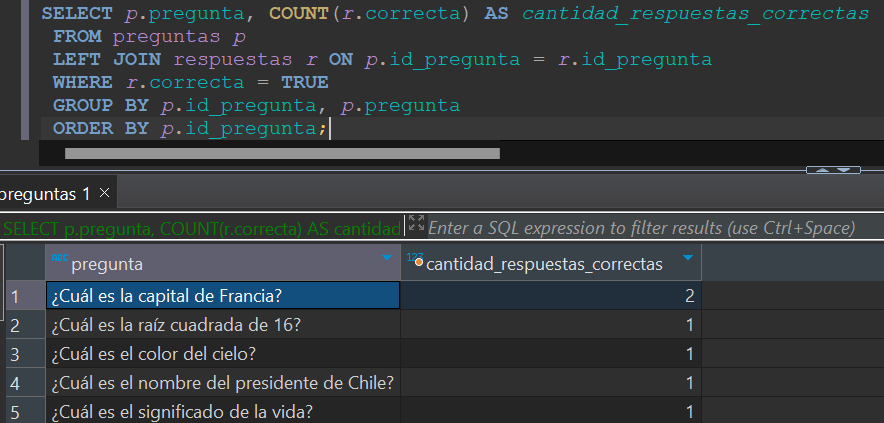 SELECT p.pregunta, COUNT(r.correcta) AS cantidad_respuestas_correctas
FROM preguntas p
LEFT JOIN respuestas r ON p.id_pregunta = r.id_pregunta
WHERE r.correcta = TRUE
GROUP BY p.id_pregunta, p.pregunta
ORDER BY p.id_pregunta;
preguntas 1 ×
SELECT p.pregunta, COUNT(r.correcta) AS cantidad Enter a SQL expression to filter results (use Ctrl+Space)
abc pregunta 123 cantidad_respuestas_correctas
1 ¿Cuál es la capital de Francia? 2
2 ¿Cuál es la raíz cuadrada de 16? 1
3 ¿Cuál es el color del cielo? 1
4 ¿Cuál es el nombre del presidente de Chile? 1
5 ¿Cuál es el significado de la vida? 1